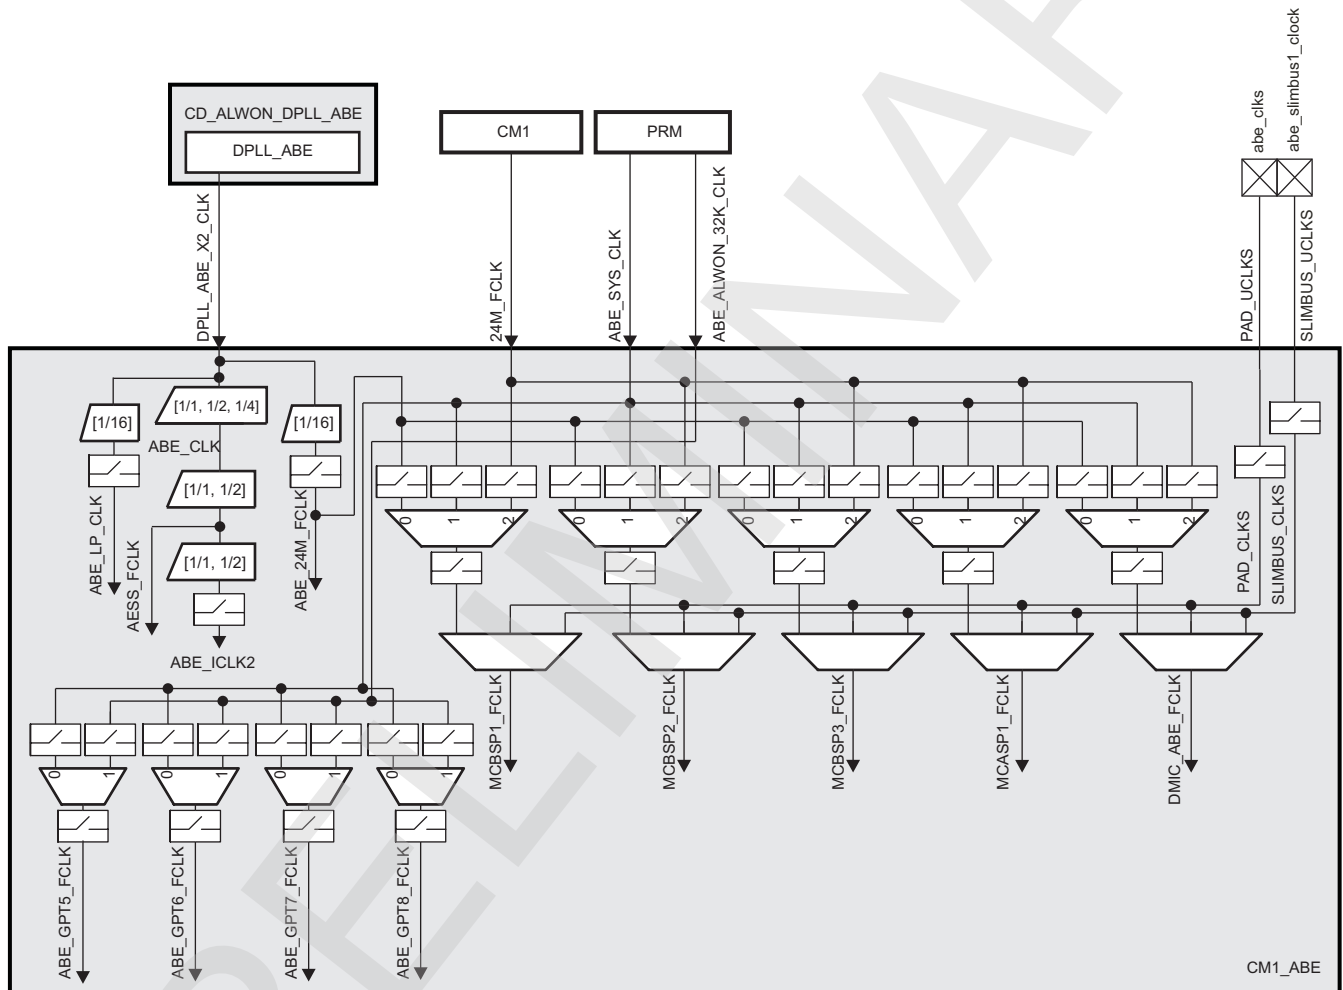 abe_clks
abe_slimbus1_clock
CD_ALWON_DPLL_ABE
DPLL_ABE
CM1
PRM
DPLL_ABE_X2_CLK
24M_FCLK
ABE_SYS_CLK
ABE_ALWON_32K_CLK
PAD_UCLKS
SLIMBUS_UCLKS
[1/16]
[1/1, 1/2, 1/4]
[1/16]
ABE_CLK
[1/1, 1/2]
[1/1, 1/2]
ABE_LP_CLK
AESS_FCLK
ABE_24M_FCLK
ABE_ICLK2
0 1 2
0 1 2
0 1 2
0 1 2
0 1 2
PAD_CLKS
SLIMBUS_CLKS
MCBSP1_FCLK
MCBSP2_FCLK
MCBSP3_FCLK
MCASP1_FCLK
DMIC_ABE_FCLK
0 1
0 1
0 1
0 1
ABE_GPT5_FCLK
ABE_GPT6_FCLK
ABE_GPT7_FCLK
ABE_GPT8_FCLK
CM1_ABE